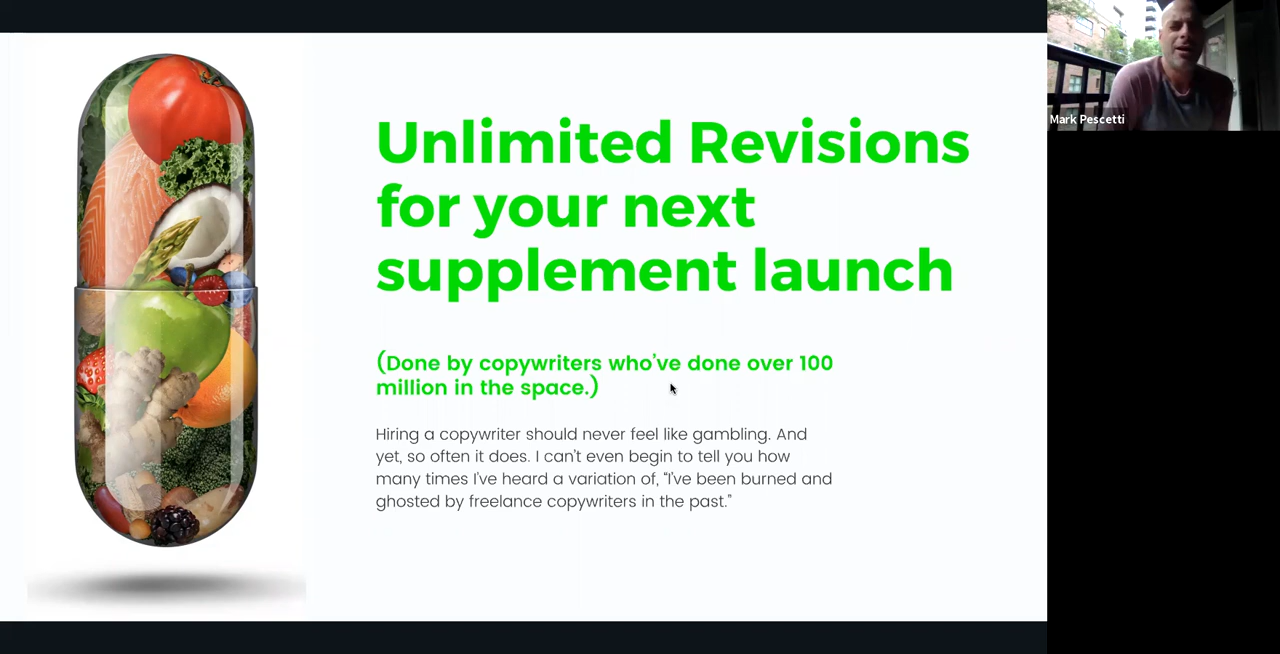 Unlimited Revisions
for your next
supplement launch
(Done by copywriters who've done over 100
million in the space.)
Hiring a copywriter should never feel like gambling. And
yet, so often it does. I can't even begin to tell you how
many times I've heard a variation of, “I've been burned and
ghosted by freelance copywriters in the past.”
Mark Pescetti